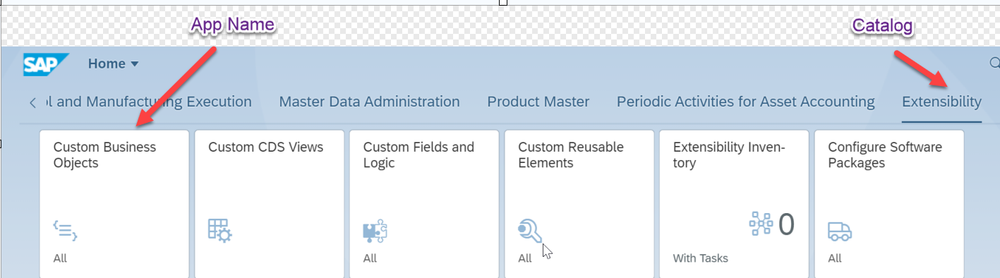 App Name
Catalog
SAP
Home
ol and Manufacturing Execution
Master Data Administration
Product Master
Periodic Activities for Asset Accounting
Extensibility
Custom Business
Objects
Custom CDS Views
Custom Fields and
Logic
Custom Reusable
Elements
Extensibility Inven-
tory
Configure Software
Packages
0
All
All
All
With Tasks
All